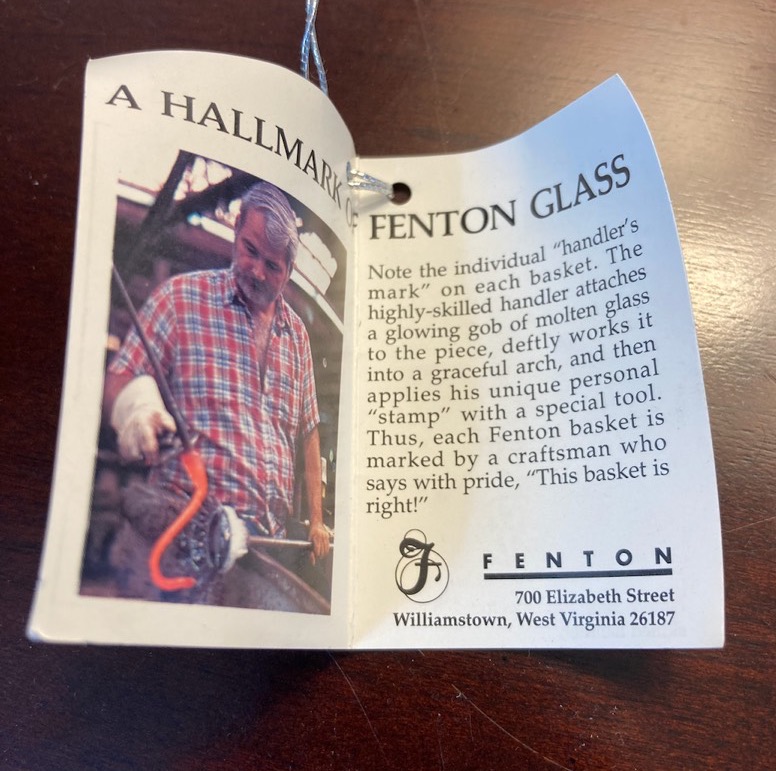 A HALLMARK OF
FENTON GLASS
Note the individual “handler’s
mark” on each basket. The
highly-skilled handler attaches
a glowing gob of molten glass
to the piece, deftly works it
into a graceful arch, and then
applies his unique personal
“stamp” with a special tool.
Thus, each Fenton basket is
marked by a craftsman who
says with pride, “This basket is
right!”
F
FENTON
700 Elizabeth Street
Williamstown, West Virginia 26187